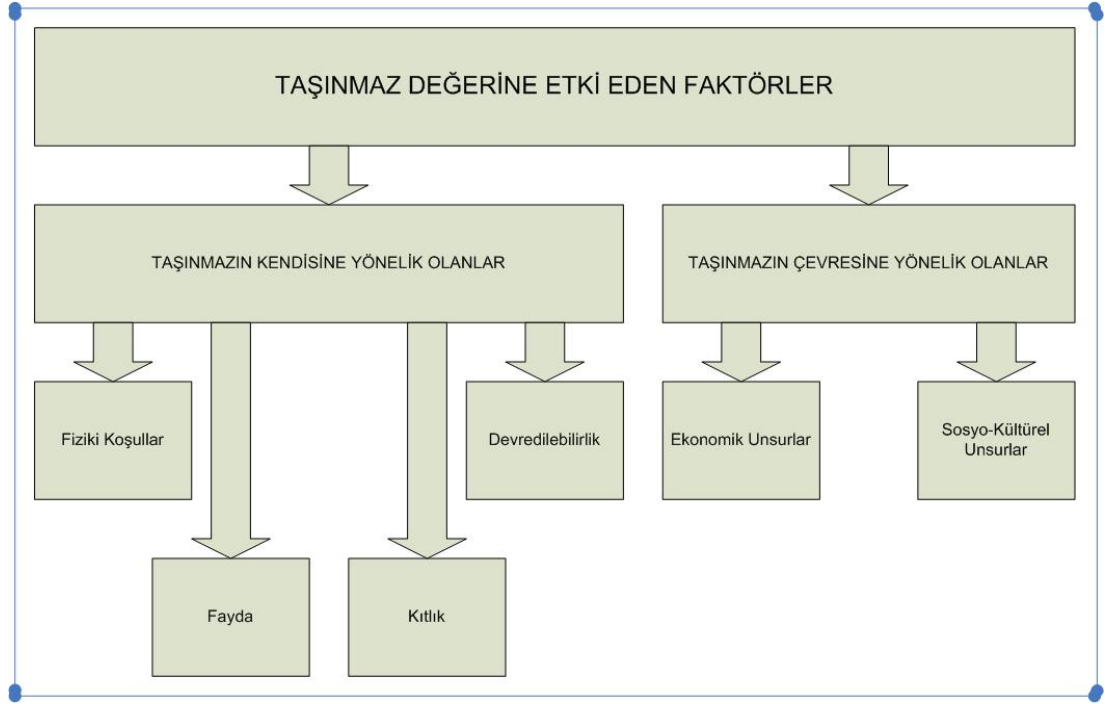 TAŞINMAZ DEĞERİNE ETKİ EDEN FAKTÖRLER
TAŞINMAZIN KENDİSİNE YÖNELİK OLANLAR
TAŞINMAZIN ÇEVRESİNE YÖNELİK OLANLAR
Fiziki Koşullar
Devredilebilirlik
Ekonomik Unsurlar
Sosyo-Kültürel
Unsurlar
Fayda
Kıtlık